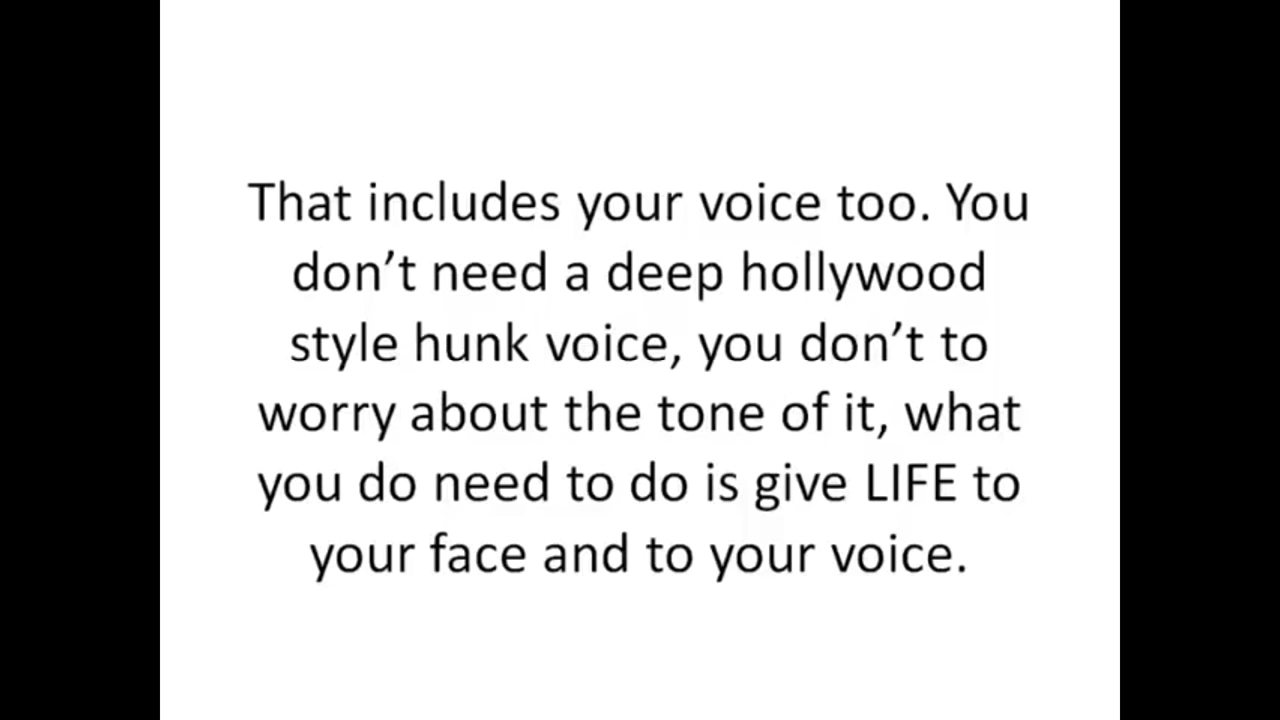 That includes your voice too. You
don’t need a deep hollywood
style hunk voice, you don’t to
worry about the tone of it, what
you do need to do is give LIFE to
your face and to your voice.